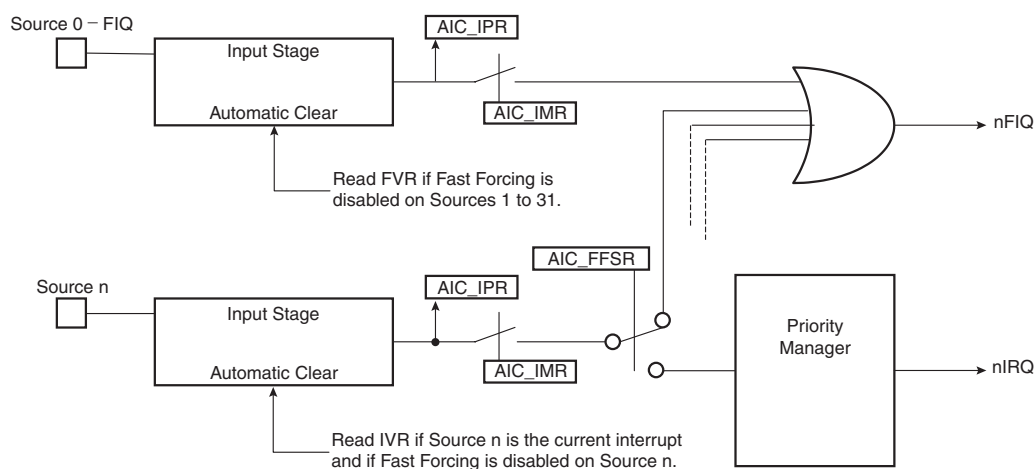 Source 0 – FIQ
AIC_IPR
Input Stage
Automatic Clear
AIC_IMR
nFIQ
Read FVR if Fast Forcing is
disabled on Sources 1 to 31.
AIC_FFSR
Source n
AIC_IPR
Input Stage
Priority
Manager
Automatic Clear
AIC_IMR
nIRQ
Read IVR if Source n is the current interrupt
and if Fast Forcing is disabled on Source n.